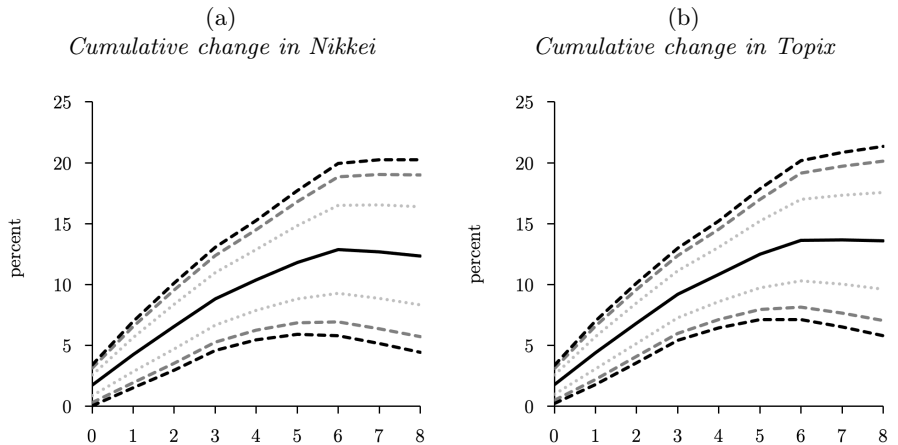 (a)
Cumulative change in Nikkei
percent
25
20
15
10
5
0
0 1 2 3 4 5 6 7 8
(b)
Cumulative change in Topix
percent
25
20
15
10
5
0
0 1 2 3 4 5 6 7 8